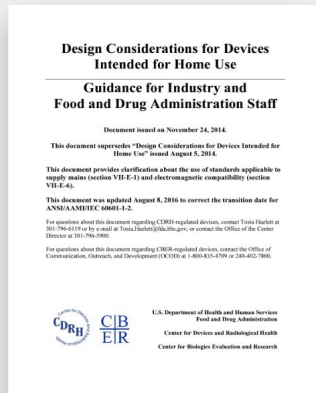 Design Considerations for Devices
Intended for Home Use
Guidance for Industry and
Food and Drug Administration Staff
Document issued on November 24, 2014.
This document supersedes "Design Considerations for Devices Intended for
Home Use" issued August 5, 2014.
This document provides clarification about the use of standards applicable to
supply mains (section VII-E-1) and electromagnetic compatibility (section
VII-E-6).
This document was updated August 8, 2016 to correct the transition date for
ANSI/AAMI/IEC 60601-1-2.
For questions about this document regarding CDRH-regulated devices, contact Tosia Hazlett at
301-796-6119 or by e-mail at Tosia.Hazlett@fda.hhs.gov; or contact the Office of the Center
Director at 301-796-5900.
For questions about this document regarding CBER-regulated devices, contact the Office of
Communication, Outreach, and Development (OCOD) at 1-800-835-4709 or 240-402-7800.
CDRH
CB
ER
U.S. Department of Health and Human Services
Food and Drug Administration
Center for Devices and Radiological Health
Center for Biologics Evaluation and Research